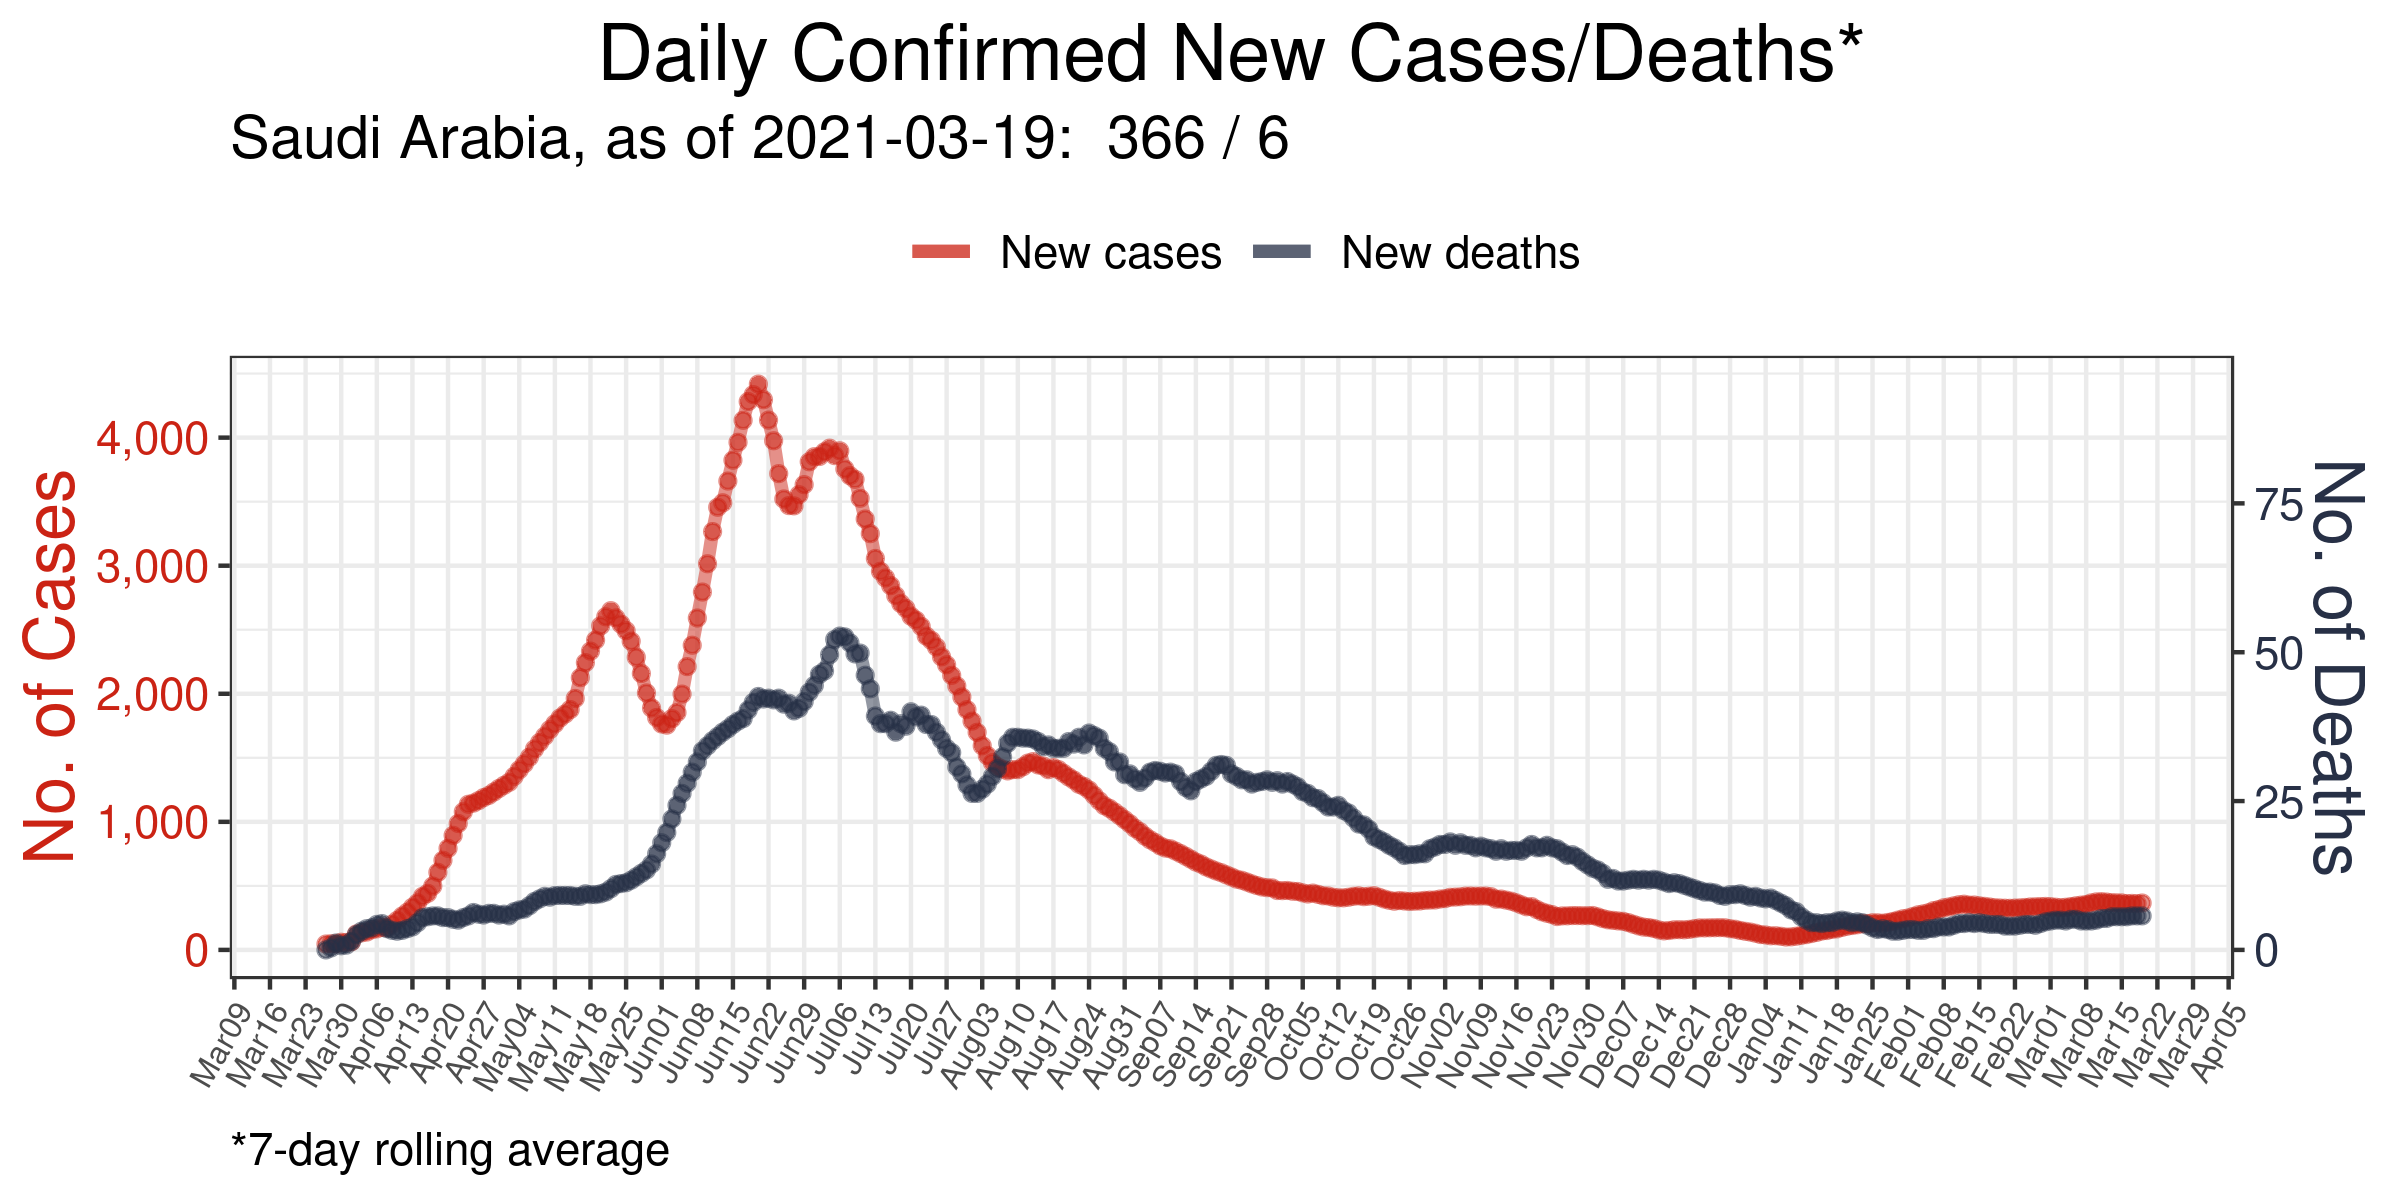 Daily Confirmed New Cases/Deaths*
Saudi Arabia, as of 2021-03-19:  366 / 6
New cases
New deaths
No. of Cases
4,000
3,000
2,000
1,000
0
No. of Deaths
75
50
25
0
Mar09
Mar16
Mar23
Mar30
Apr06
Apr13
Apr20
Apr27
May04
May11
May18
May25
Jun01
Jun08
Jun15
Jun22
Jun29
Jul06
Jul13
Jul20
Jul27
Aug03
Aug10
Aug17
Aug24
Aug31
Sep07
Sep14
Sep21
Sep28
Oct05
Oct12
Oct19
Oct26
Nov02
Nov09
Nov16
Nov23
Nov30
Dec07
Dec14
Dec21
Dec28
Jan04
Jan11
Jan18
Jan25
Feb01
Feb08
Feb15
Feb22
Mar01
Mar08
Mar15
Mar22
Mar29
Apr05
*7-day rolling average